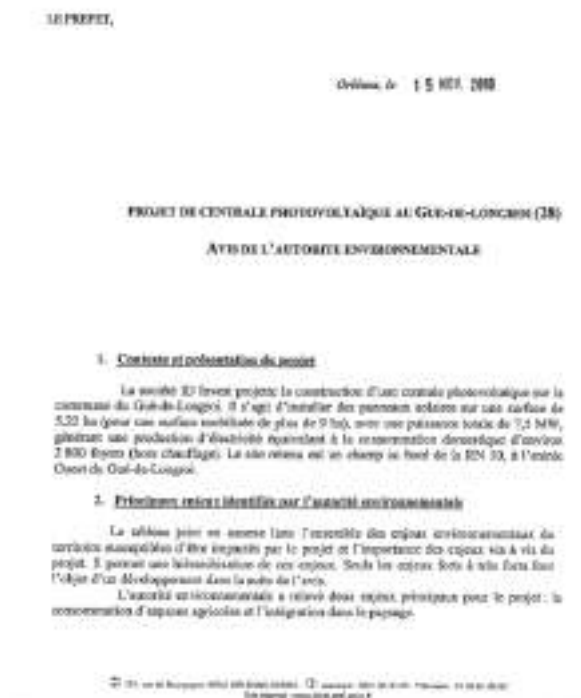 LE PREFET,
Orléans, le 15 NOV. 2010
PROJET DE CENTRALE PHOTOVOLTAÏQUE AU GUE-DE-LONGROI (28)
AVIS DE L'AUTORITE ENVIRONNEMENTALE
1. Contexte et présentation du projet
La société IO Invest projette la construction d'une centrale photovoltaïque sur la
commune du Gué-de-Longroi. Il s'agit d'installer des panneaux solaires sur une surface de
5,22 ha (pour une surface mobilisée de plus de 9 ha), avec une puissance totale de 7,5 MW,
générant une production d'électricité équivalent à la consommation domestique d'environ
2 800 foyers (hors chauffage). Le site retenu est un champ au bord de la RN 10, à l'entrée
Ouest du Gué-de-Longroi.
2. Principaux enjeux identifiés par l'autorité environnementale
Le tableau joint en annexe liste l'ensemble des enjeux environnementaux du
territoire susceptibles d'être impactés par le projet et l'importance des enjeux vis à vis du
projet. Il permet une hiérarchisation de ces enjeux. Seuls les enjeux forts à très forts font
l'objet d'un développement dans la suite de l'avis.
L'autorité environnementale a relevé deux enjeux principaux pour le projet : la
consommation d'espaces agricoles et l'intégration dans le paysage.